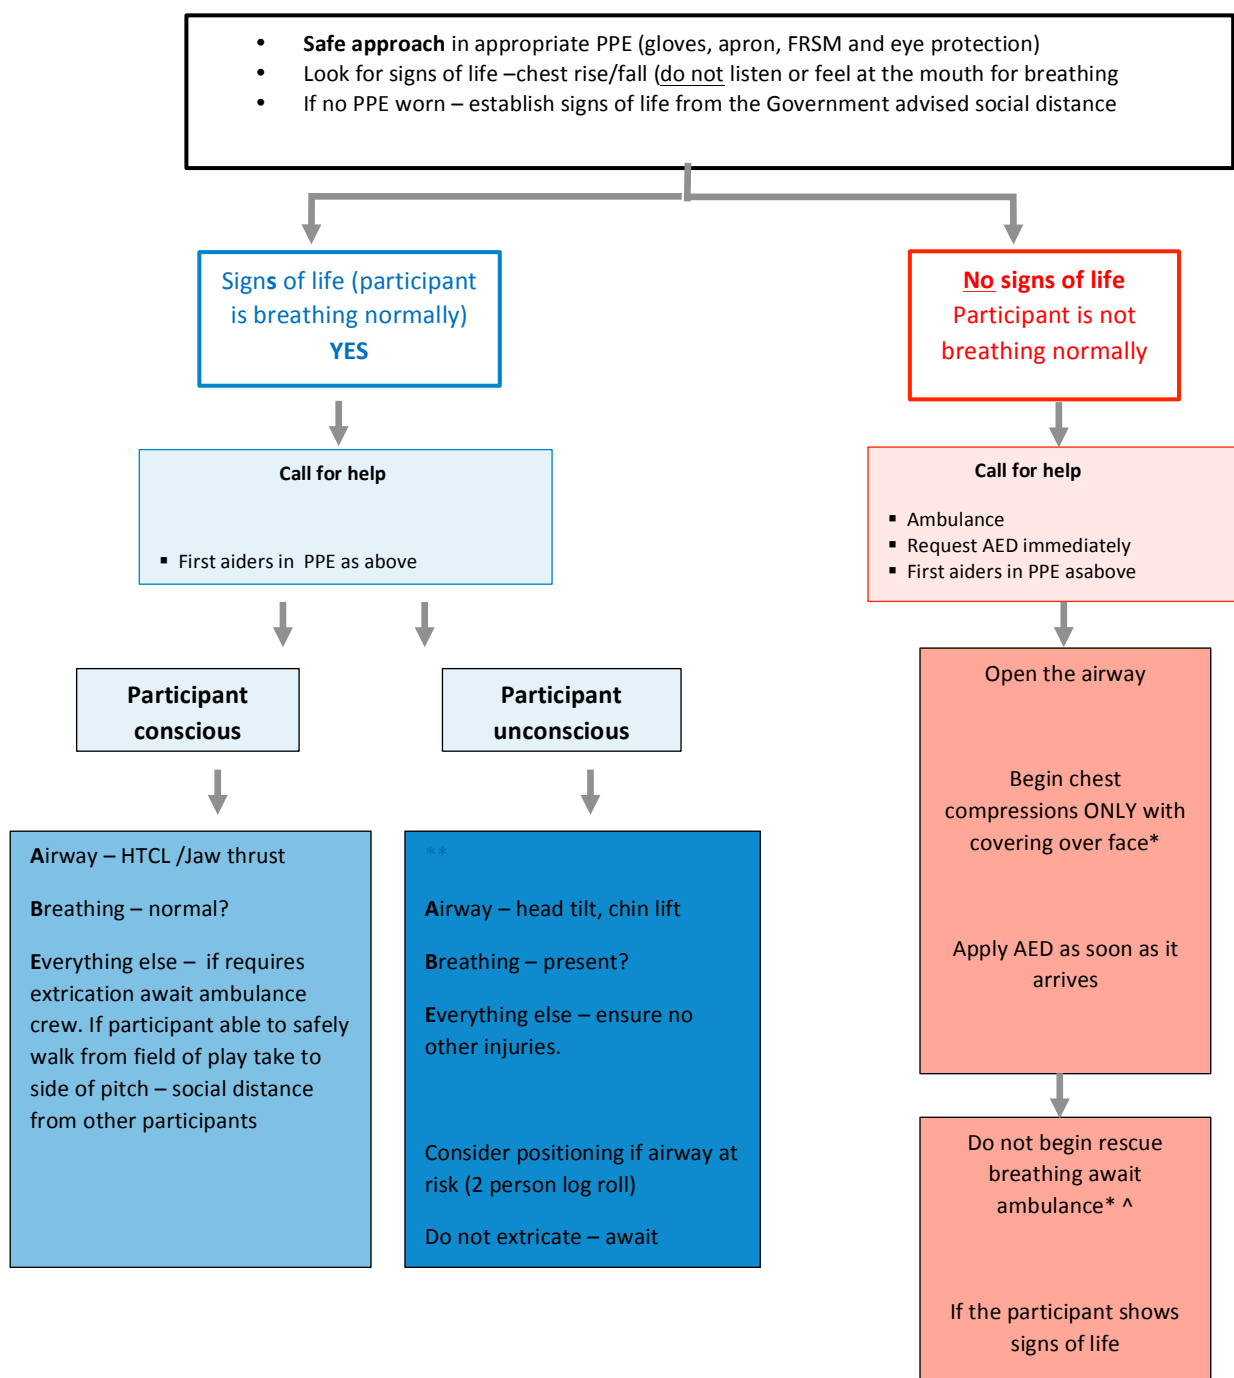 • Safe approach in appropriate PPE (gloves, apron, FRSM and eye protection)
• Look for signs of life –chest rise/fall (do not listen or feel at the mouth for breathing
• If no PPE worn – establish signs of life from the Government advised social distance
Signs of life (participant
is breathing normally)
YES
No signs of life
Participant is not
breathing normally
Call for help
▪ First aiders in PPE as above
Call for help
▪ Ambulance
▪ Request AED immediately
▪ First aiders in PPE asabove
Participant
conscious
Participant
unconscious
Airway – HTCL /Jaw thrust
Breathing – normal?
Everything else – if requires
extrication await ambulance
crew. If participant able to safely
walk from field of play take to
side of pitch – social distance
from other participants
**
Airway – head tilt, chin lift
Breathing – present?
Everything else – ensure no
other injuries.
Consider positioning if airway at
risk (2 person log roll)
Do not extricate – await
Open the airway
Begin chest
compressions ONLY with
covering over face*
Apply AED as soon as it
arrives
Do not begin rescue
breathing await
ambulance* ^
If the participant shows
signs of life